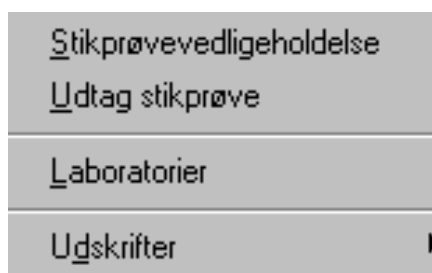 Stikprøvevedligeholdelse
Udtag stikprøve
Laboratorier
Udskrifter